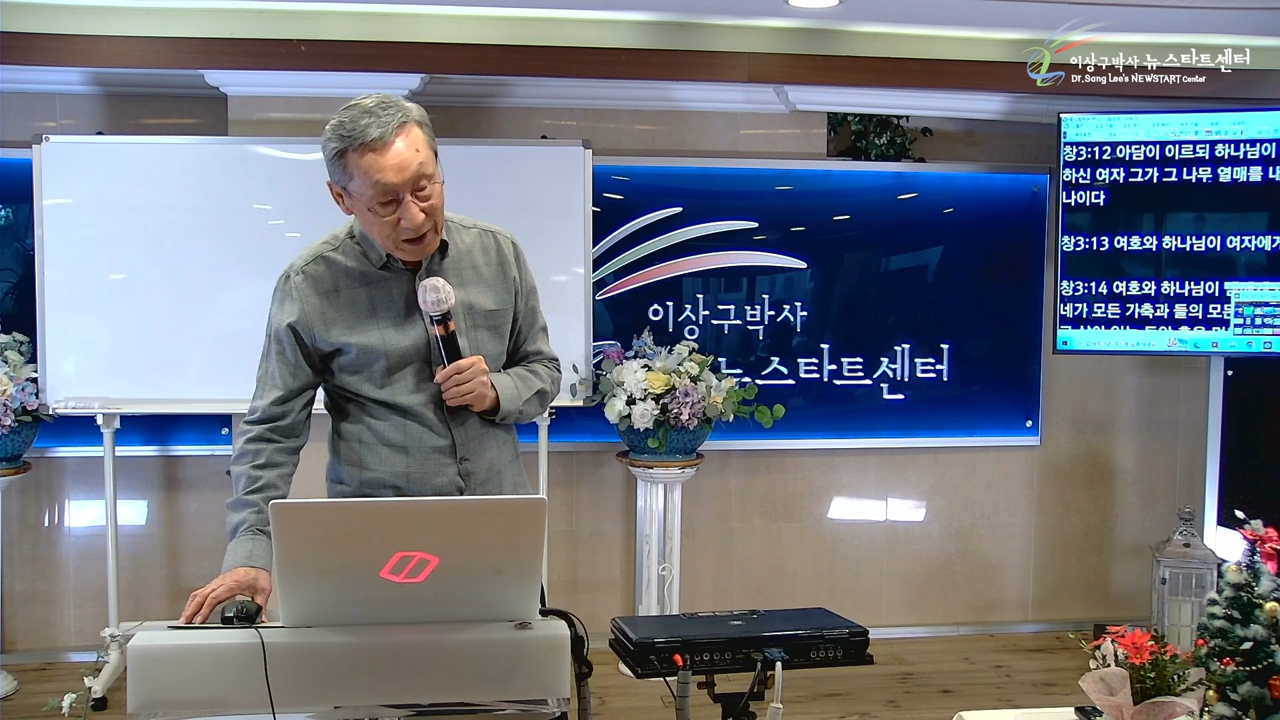 이상구박사 뉴스타트센터
Dr. Sang Lee's NEWSTART Center
창3:12 아담이 이르되 하나님이
하신 여자 그가 그 나무 열매를
나이다
창3:13 여호와 하나님이 여자에게
창3:14 여호와 하나님이
네가 모든 가축과 들의 모든
이상구박사
뉴스타트센터